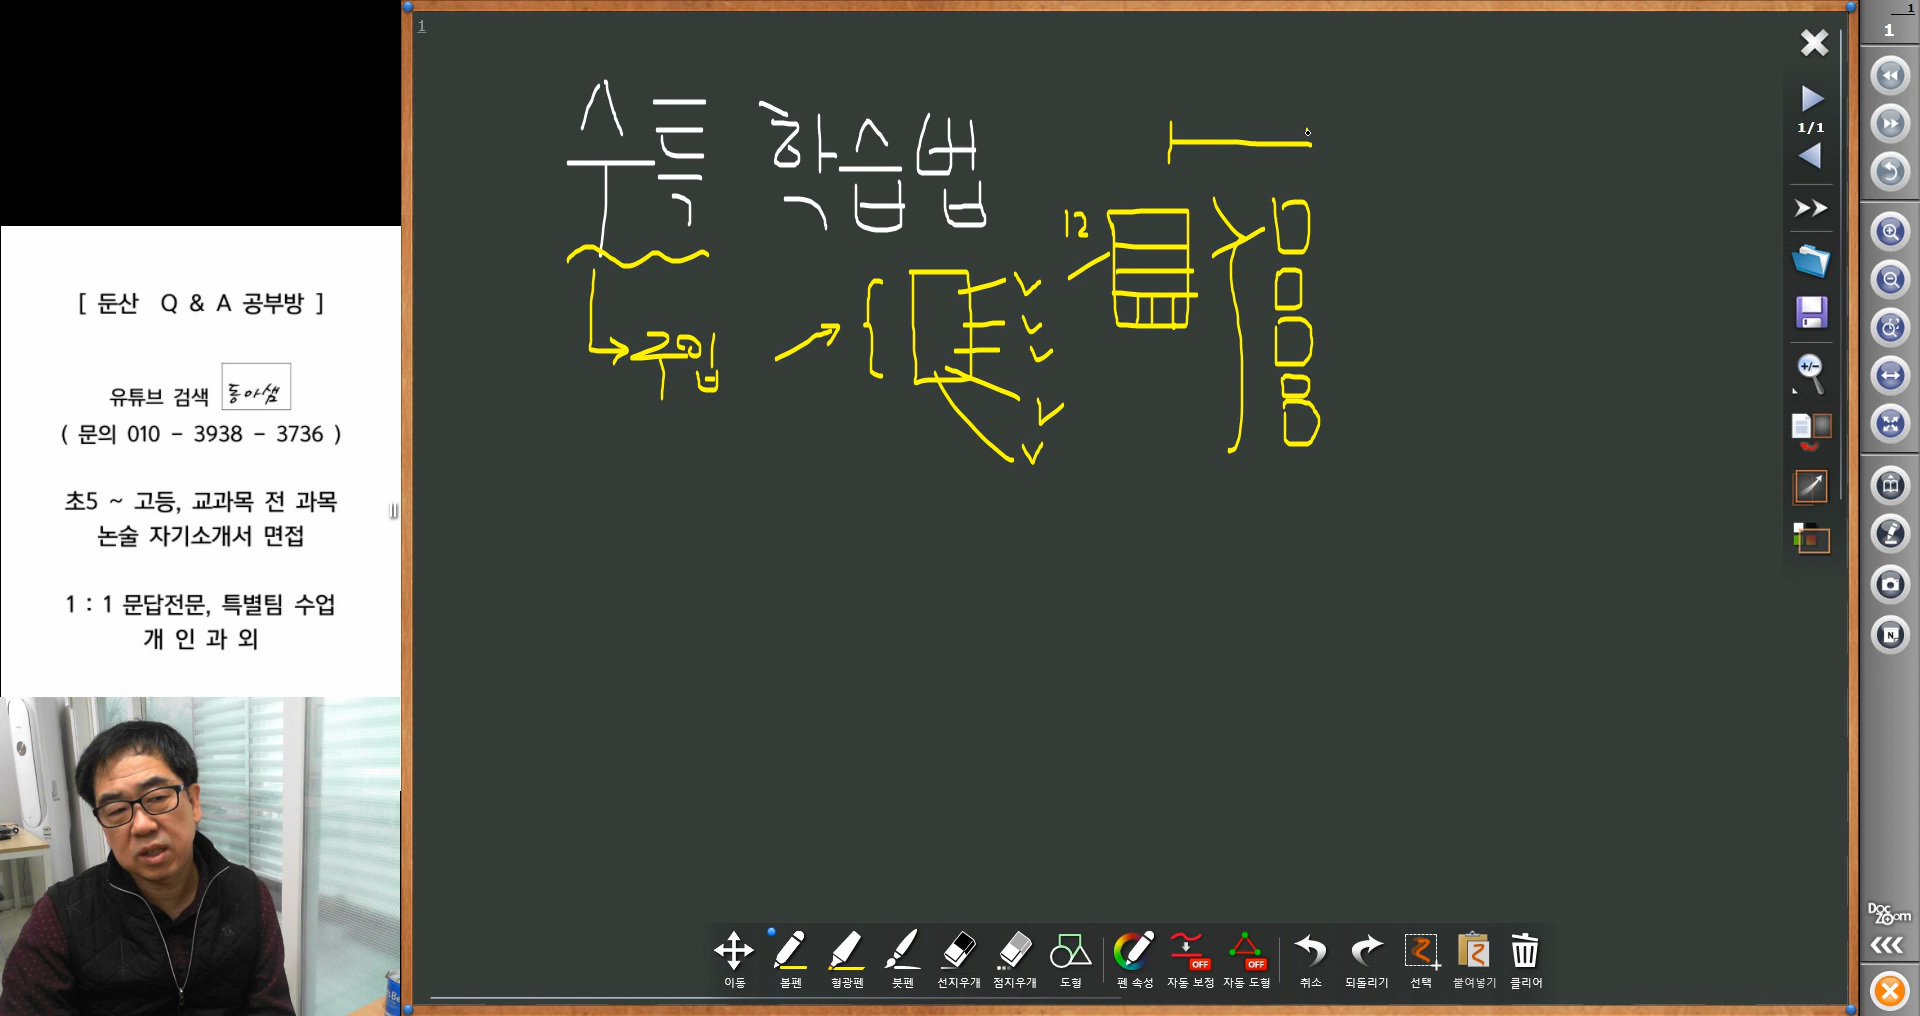 [ 둔산 Q & A 공부방 ]
유튜브 검색 동아샘
( 문의 010 - 3938 - 3736 )
초5 ~ 고등, 교과목 전 과목
논술 자기소개서 면접
1 : 1 문답전문, 특별팀 수업
개 인 과 외
1
수특 학습법
12
주입
1
1
1/1
+/-
N
Doc Zoom
이동
볼펜
형광펜
붓펜
선지우개
점지우개
도형
펜 속성
OFF
자동 보정
OFF
자동 도형
취소
되돌리기
선택
붙여넣기
클리어